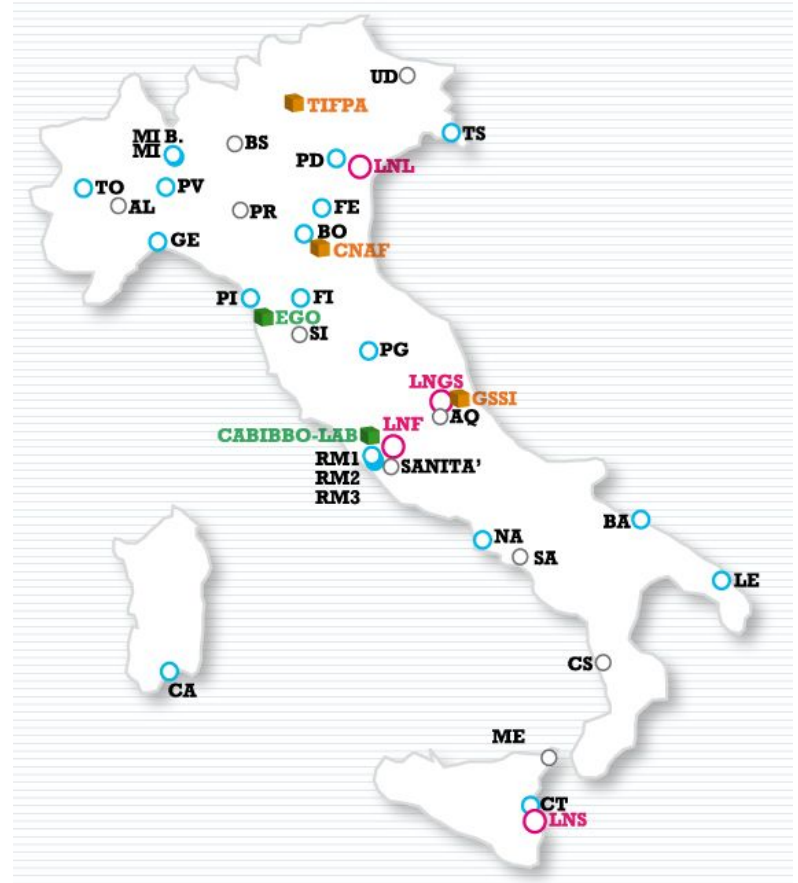 UD
TIFPA
TS
MI B.
MI
BS
PD
LNL
TO
PV
AL
PR
FE
BO
CNAF
GE
PI
FI
EGO
SI
PG
LNGS
GSSI
AQ
LNF
CABIBBO-LAB
RM1
SANITA'
RM2
RM3
BA
NA
SA
LE
CS
CA
ME
CT
LNS